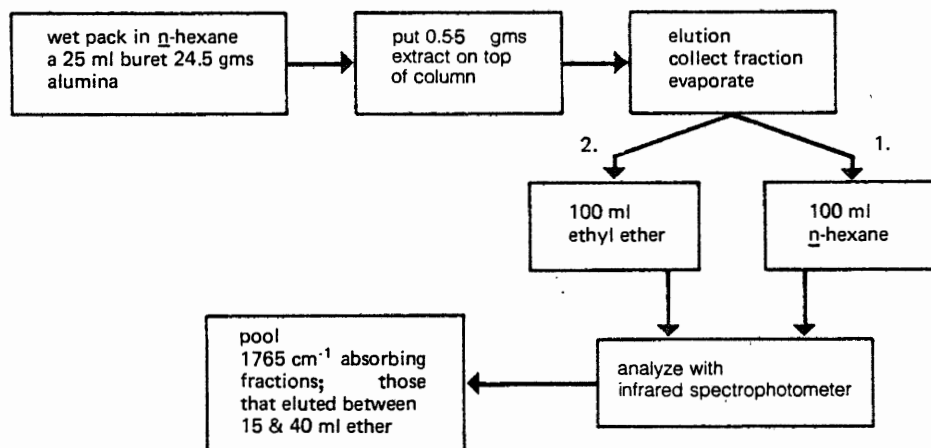 wet pack in n-hexane
a 25 ml buret 24.5 gms
alumina
put 0.55 gms
extract on top
of column
elution
collect fraction
evaporate
2.
1.
100 ml
ethyl ether
100 ml
n-hexane
pool
1765 cm⁻¹ absorbing
fractions; those
that eluted between
15 & 40 ml ether
analyze with
infrared spectrophotometer